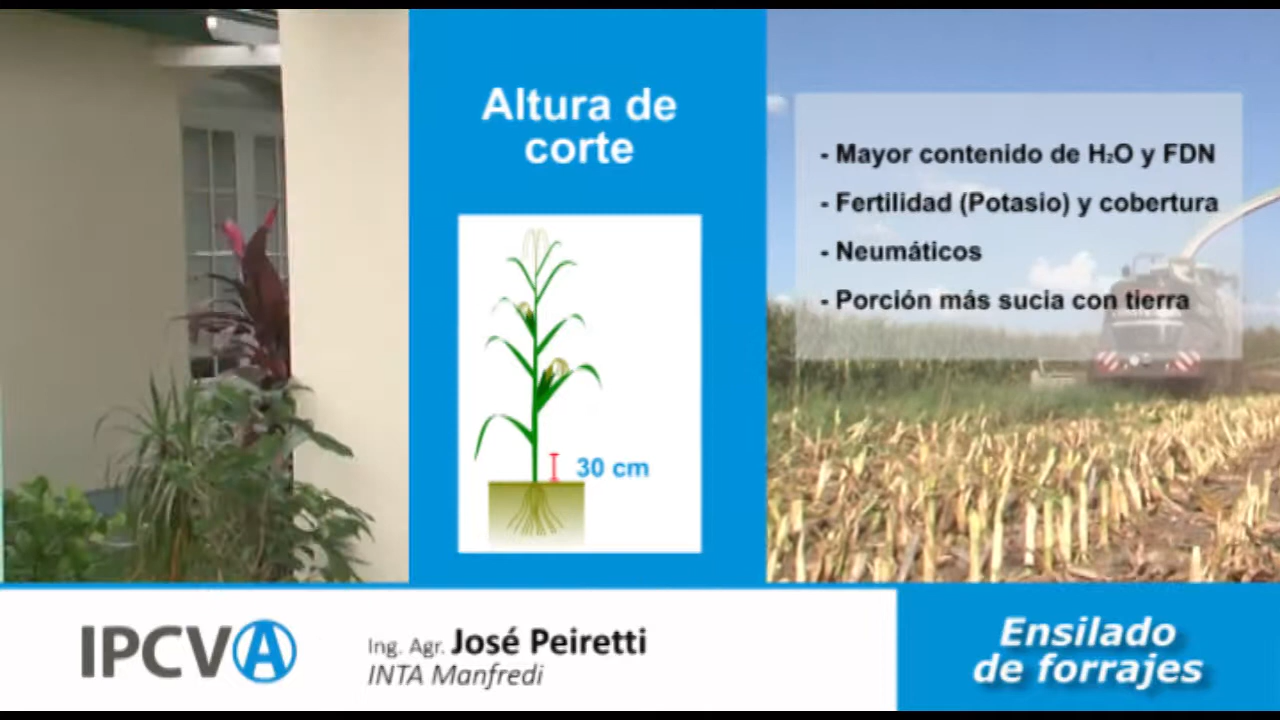 Altura de
corte
30 cm
- Mayor contenido de H₂O y FDN
- Fertilidad (Potasio) y cobertura
- Neumáticos
- Porción más sucia con tierra
IPCVA
Ing. Agr. José Peiretti
INTA Manfredi
Ensilado
de forrajes